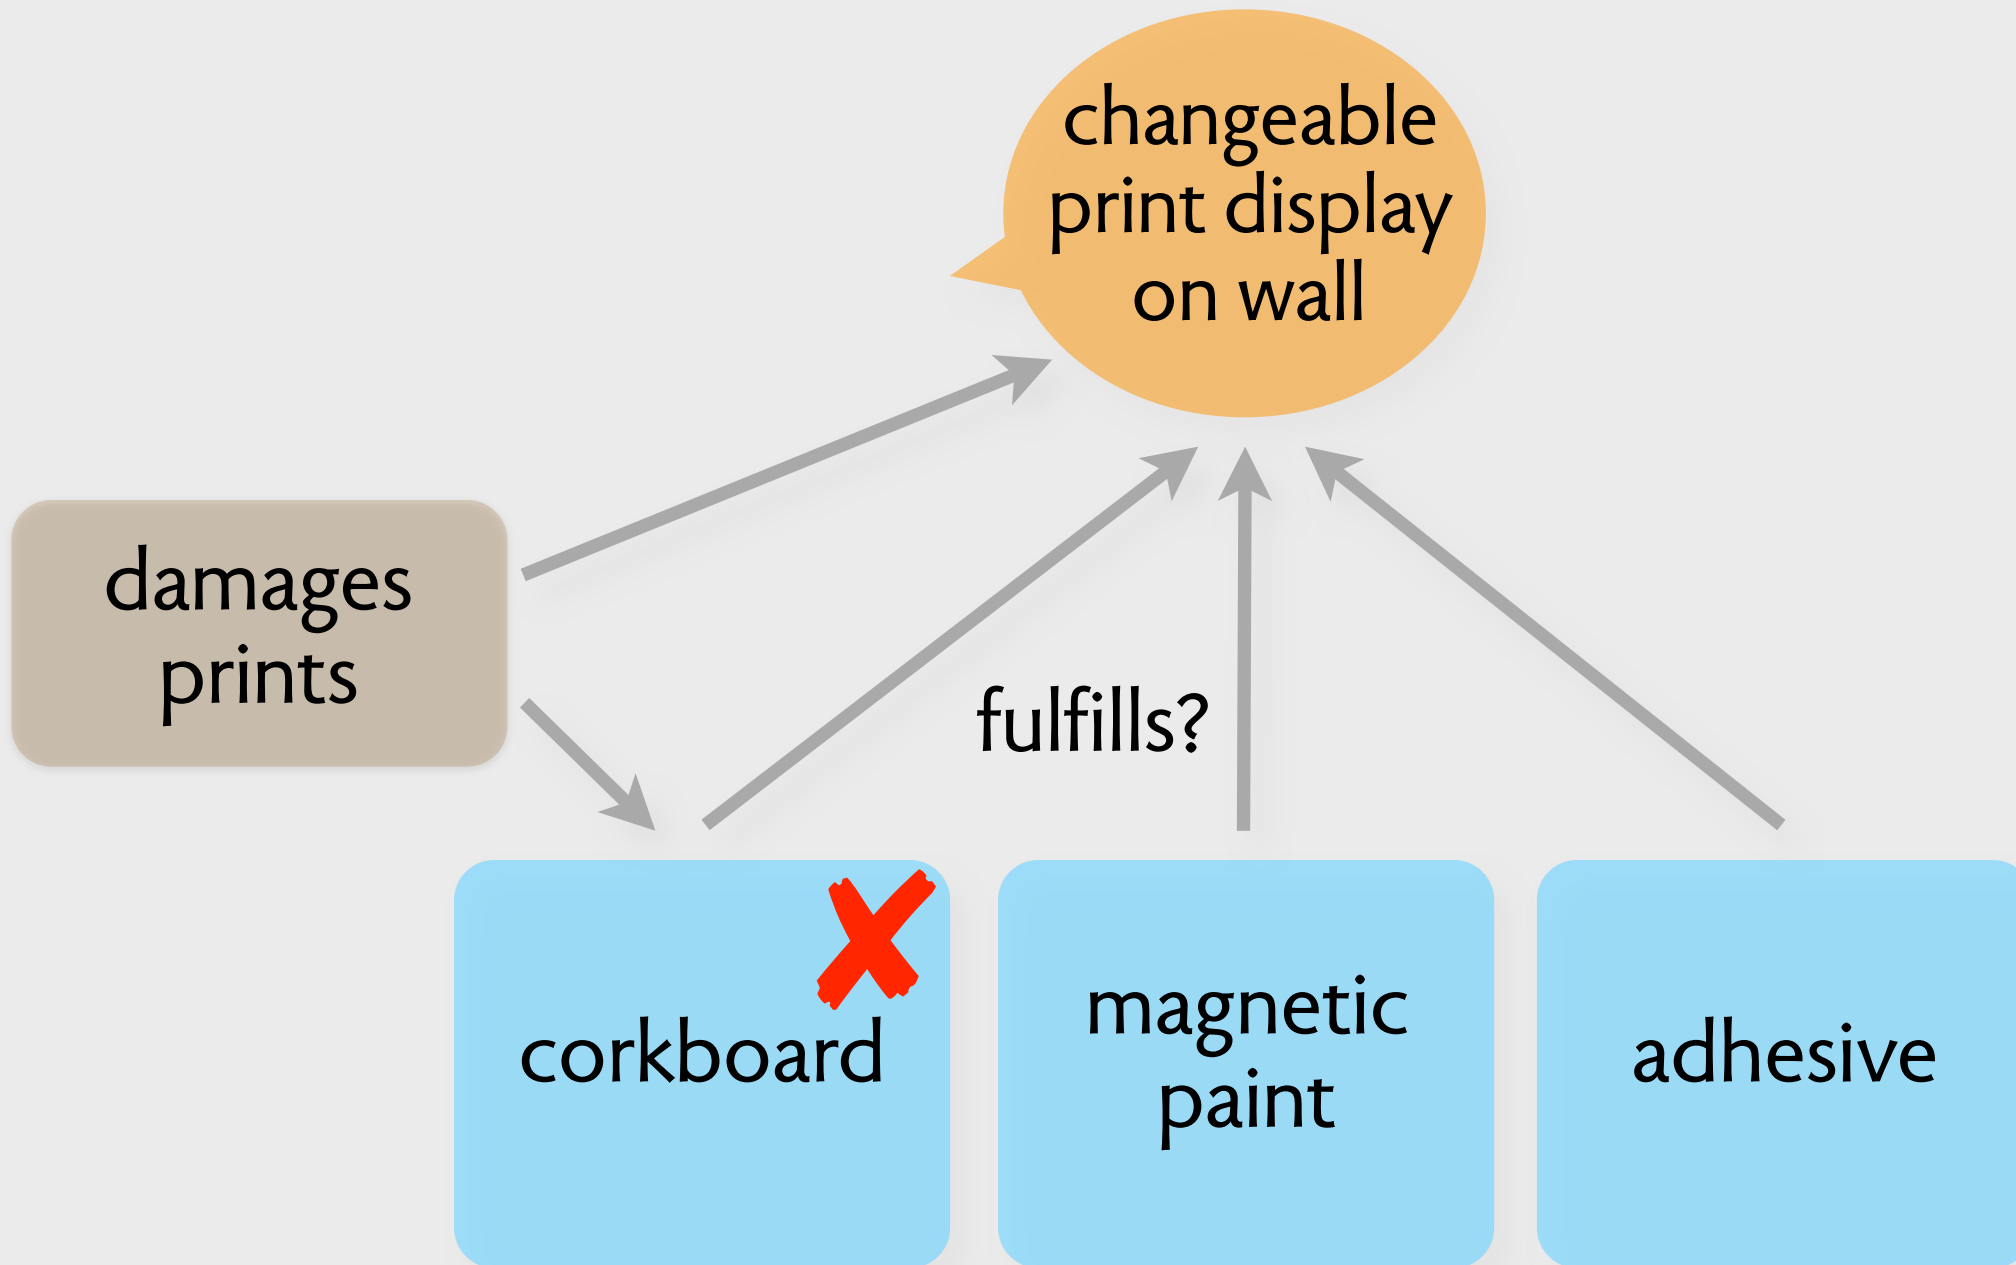 changeable
print display
on wall
damages
prints
fulfills?
corkboard
magnetic
paint
adhesive